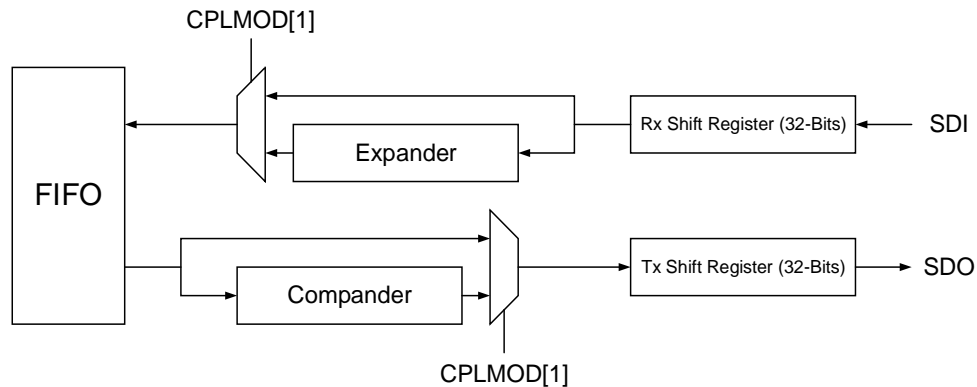 CPLMOD[1]
Rx Shift Register (32-Bits)
SDI
Expander
FIFO
Tx Shift Register (32-Bits)
SDO
Compander
CPLMOD[1]